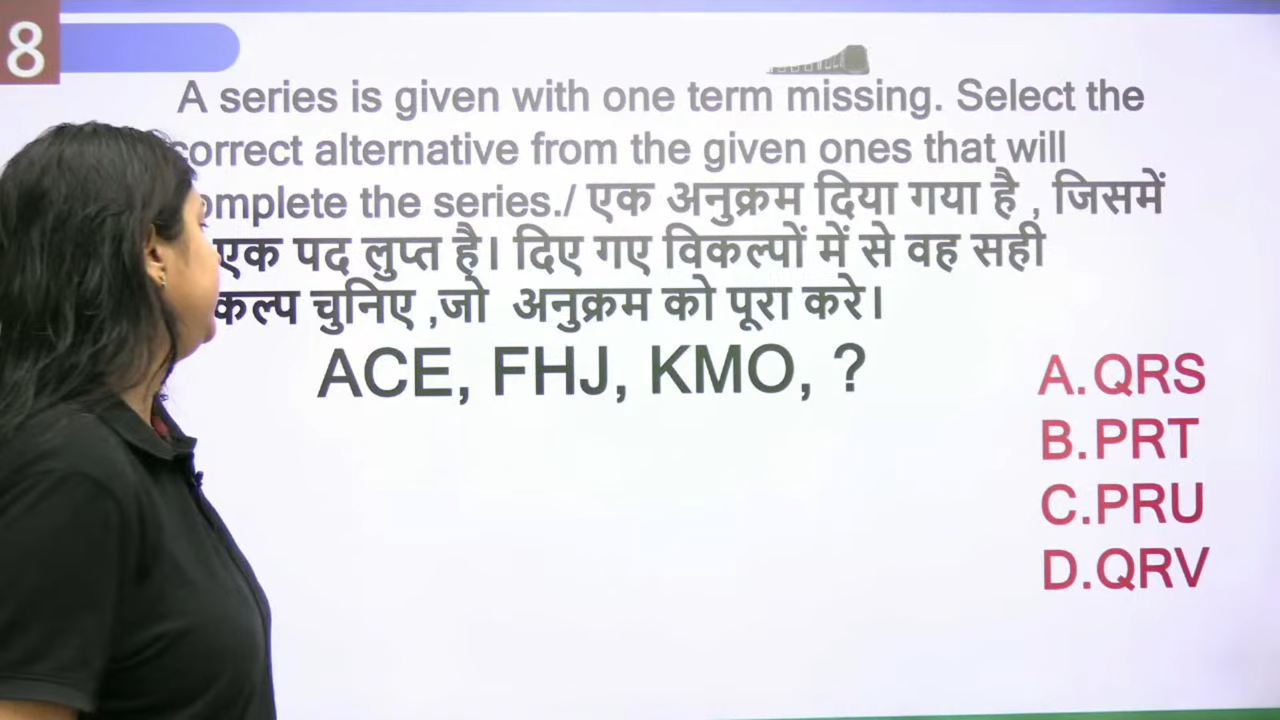 8
A series is given with one term missing. Select the
correct alternative from the given ones that will
omplete the series./ एक अनुक्रम दिया गया है , जिसमें
एक पद लुप्त है। दिए गए विकल्पों में से वह सही
कल्प चुनिए ,जो अनुक्रम को पूरा करे।
ACE, FHJ, KMO, ?
A.QRS
B.PRT
C.PRU
D.QRV